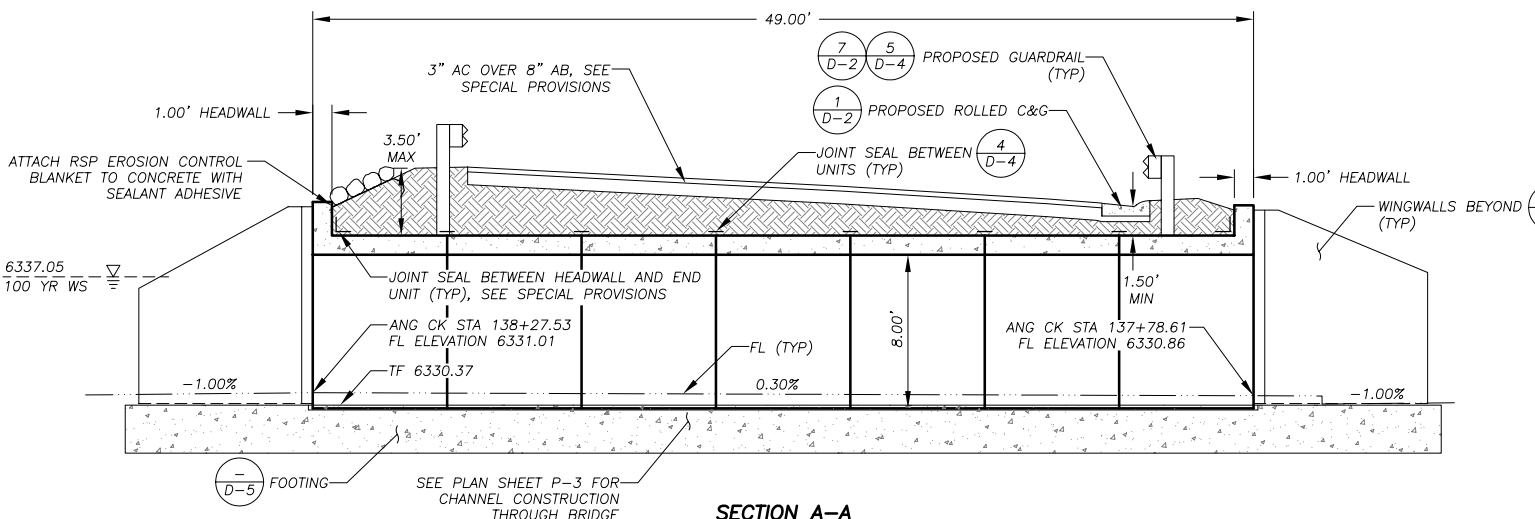 49.00'
7
D-2
5
D-4
PROPOSED GUARDRAIL
(TYP)
3" AC OVER 8" AB, SEE
SPECIAL PROVISIONS
1
D-2
PROPOSED ROLLED C&G
1.00' HEADWALL
3.50'
MAX
JOINT SEAL BETWEEN
UNITS (TYP)
4
D-4
ATTACH RSP EROSION CONTROL
BLANKET TO CONCRETE WITH
SEALANT ADHESIVE
1.00' HEADWALL
WINGWALLS BEYOND
(TYP)
6337.05
100 YR WS
JOINT SEAL BETWEEN HEADWALL AND END
UNIT (TYP), SEE SPECIAL PROVISIONS
1.50'
MIN
8.00'
ANG CK STA 138+27.53
FL ELEVATION 6331.01
ANG CK STA 137+78.61
FL ELEVATION 6330.86
FL (TYP)
TF 6330.37
-1.00%
0.30%
-1.00%
-
D-5
FOOTING
SEE PLAN SHEET P-3 FOR
CHANNEL CONSTRUCTION
THROUGH BRIDGE
SECTION A-A